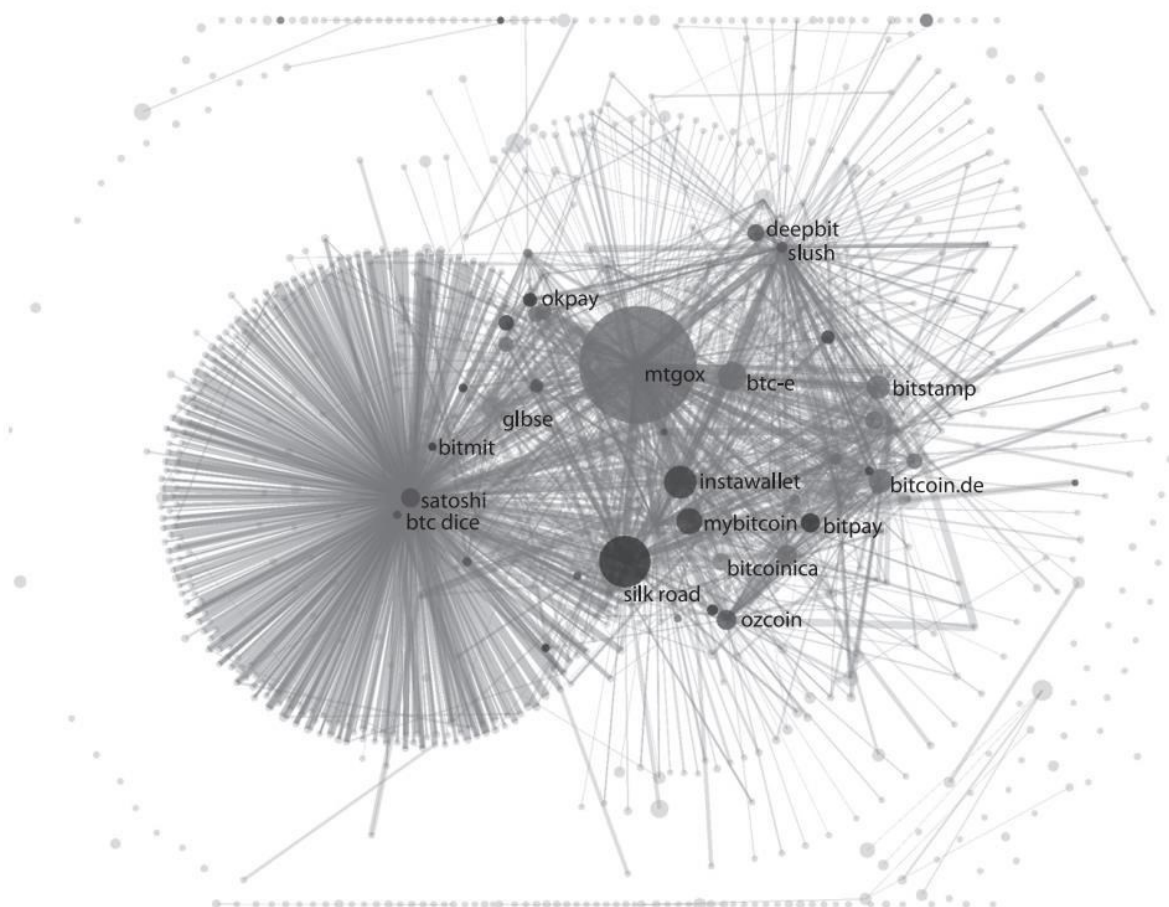 deepbit
slush
okpay
mtgox
btc-e
bitstamp
glbse
bitmit
instawallet
bitcoin.de
satoshi
btc dice
mybitcoin
bitpay
bitcoinica
silk road
ozcoin